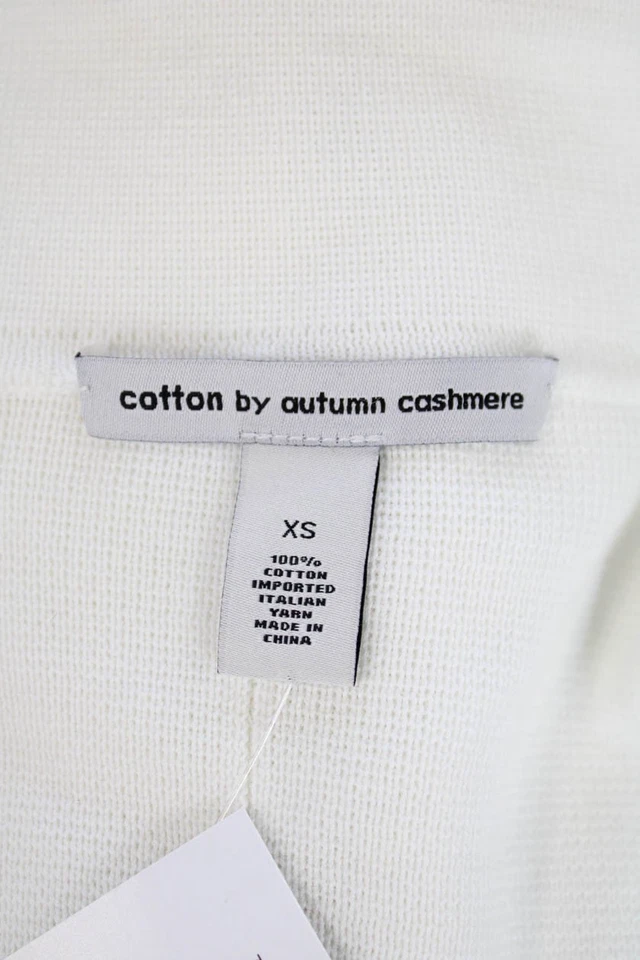 cotton by autumn cashmere
XS
100%
COTTON
IMPORTED
ITALIAN
YARN
MADE IN
CHINA